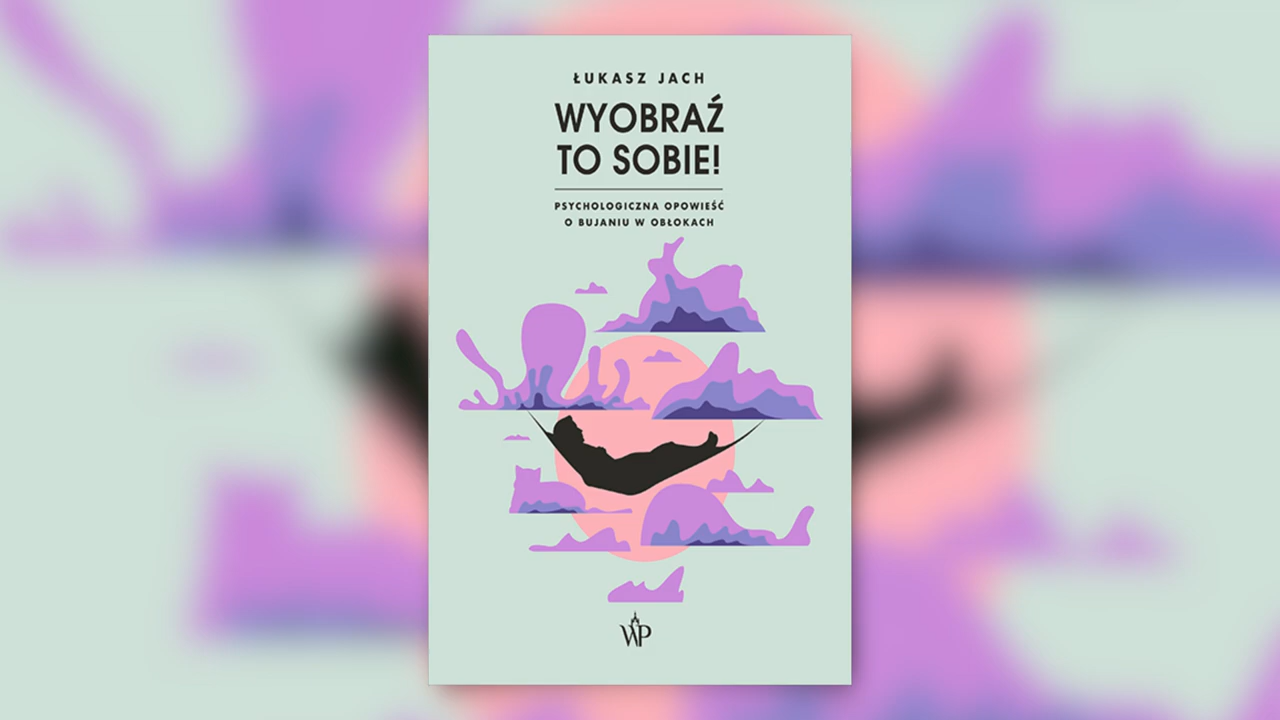 ŁUKASZ JACH
WYOBRAŹ
TO SOBIE!
PSYCHOLOGICZNA OPOWIEŚĆ
O BUJANIU W OBŁOKACH
WP